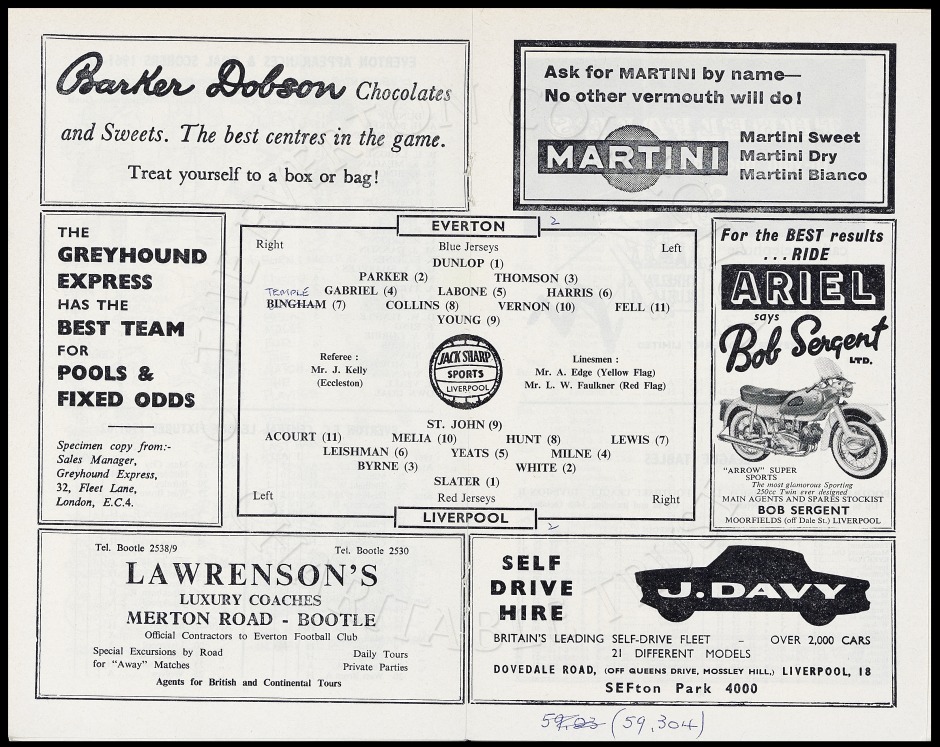 Barker Dobson Chocolates
and Sweets. The best centres in the game.
Treat yourself to a box or bag!
Ask for MARTINI by name—
No other vermouth will do!
MARTINI
Martini Sweet
Martini Dry
Martini Bianco
THE
GREYHOUND
EXPRESS
HAS THE
BEST TEAM
FOR
POOLS &
FIXED ODDS
Specimen copy from:-
Sales Manager,
Greyhound Express,
32, Fleet Lane,
London, E.C.4.
EVERTON 2
Right Blue Jerseys Left
DUNLOP (1)
PARKER (2) THOMSON (3)
TEMPLE GABRIEL (4) LABONE (5) HARRIS (6)
BINGHAM (7) COLLINS (8) VERNON (10) FELL (11)
YOUNG (9)
Referee :
Mr. J. Kelly
(Eccleston)
JACK SHARP
SPORTS
LIVERPOOL
Linesmen :
Mr. A. Edge (Yellow Flag)
Mr. L. W. Faulkner (Red Flag)
ST. JOHN (9)
ACOURT (11) MELIA (10) HUNT (8) LEWIS (7)
LEISHMAN (6) YEATS (5) MILNE (4)
BYRNE (3) WHITE (2)
SLATER (1)
Left Red Jerseys Right
LIVERPOOL 2
For the BEST results
. . . RIDE
ARIEL
says
Bob Sergent
LTD.
"ARROW" SUPER
SPORTS
The most glamorous Sporting
250cc Twin ever designed
MAIN AGENTS AND SPARES STOCKIST
BOB SERGENT
MOORFIELDS (off Dale St.) LIVERPOOL
Tel. Bootle 2538/9 Tel. Bootle 2530
LAWRENSON'S
LUXURY COACHES
MERTON ROAD - BOOTLE
Official Contractors to Everton Football Club
Special Excursions by Road
for "Away" Matches
Daily Tours
Private Parties
Agents for British and Continental Tours
SELF
DRIVE
HIRE
J. DAVY
BRITAIN'S LEADING SELF-DRIVE FLEET – OVER 2,000 CARS
21 DIFFERENT MODELS
DOVEDALE ROAD, (OFF QUEENS DRIVE, MOSSLEY HILL,) LIVERPOOL, 18
SEFton Park 4000
(59,304)